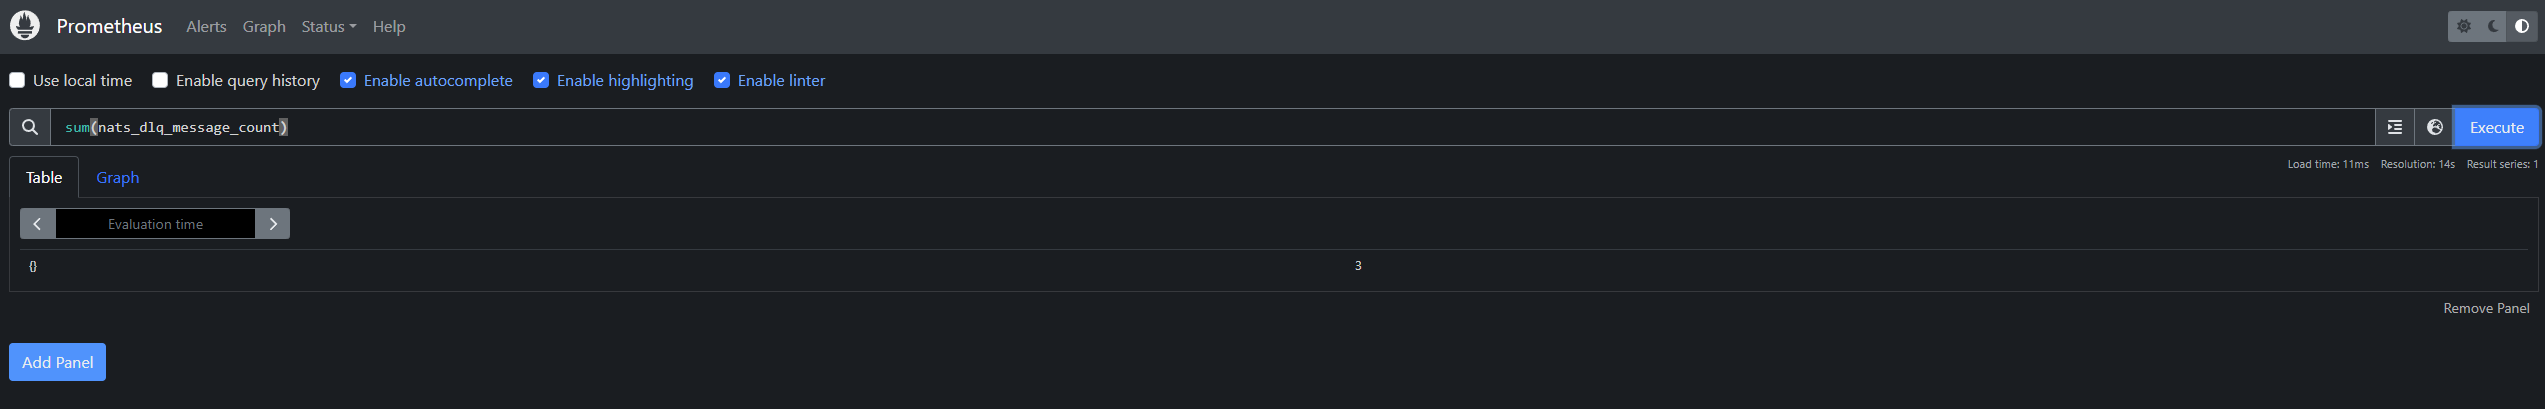 Prometheus Alerts Graph Status Help
Use local time Enable query history Enable autocomplete Enable highlighting Enable linter
sum(nats_dlq_message_count) Execute
Table Graph Load time: 11ms Resolution: 14s Result series: 1
Evaluation time
{} 3
Remove Panel
Add Panel